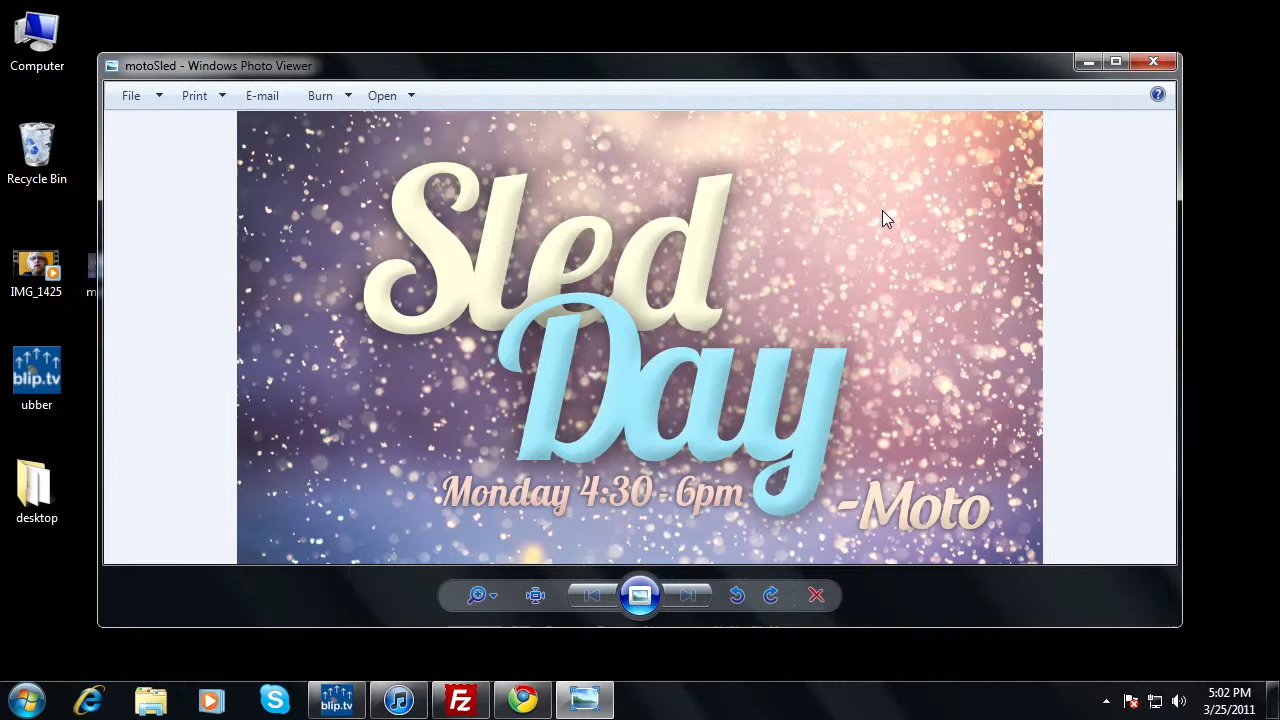 Computer
motoSled - Windows Photo Viewer
File Print E-mail Burn Open
Recycle Bin
Sled
IMG_1425
Day
blip.tv
ubber
Monday 4:30 - 6pm
-Moto
desktop
blip.tv
Fz
5:02 PM
3/25/2011